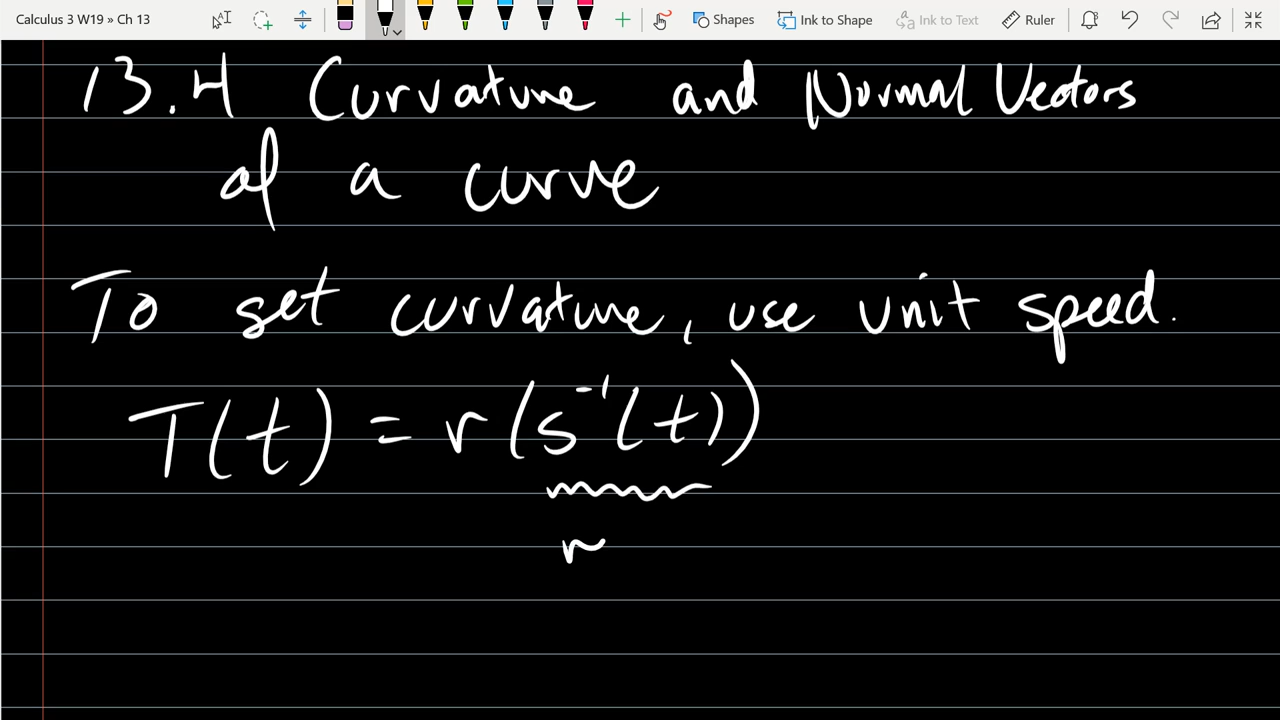 Calculus 3 W19 » Ch 13
Shapes
Ink to Shape
Ink to Text
Ruler
13.4 Curvature and Normal Vectors
of a curve
To set curvature, use unit speed.
T(t) = r(s⁻¹(t))